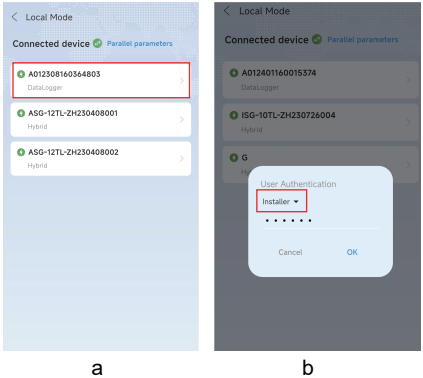 Local Mode
Connected device Parallel parameters
A012308160364803
DataLogger
ASG-12TL-ZH230408001
Hybrid
ASG-12TL-ZH230408002
Hybrid
a
Local Mode
Connected device Parallel parameters
A012401160015374
DataLogger
ISG-10TL-ZH230726004
Hybrid
G
Hy
User Authentication
Installer
Cancel OK
b